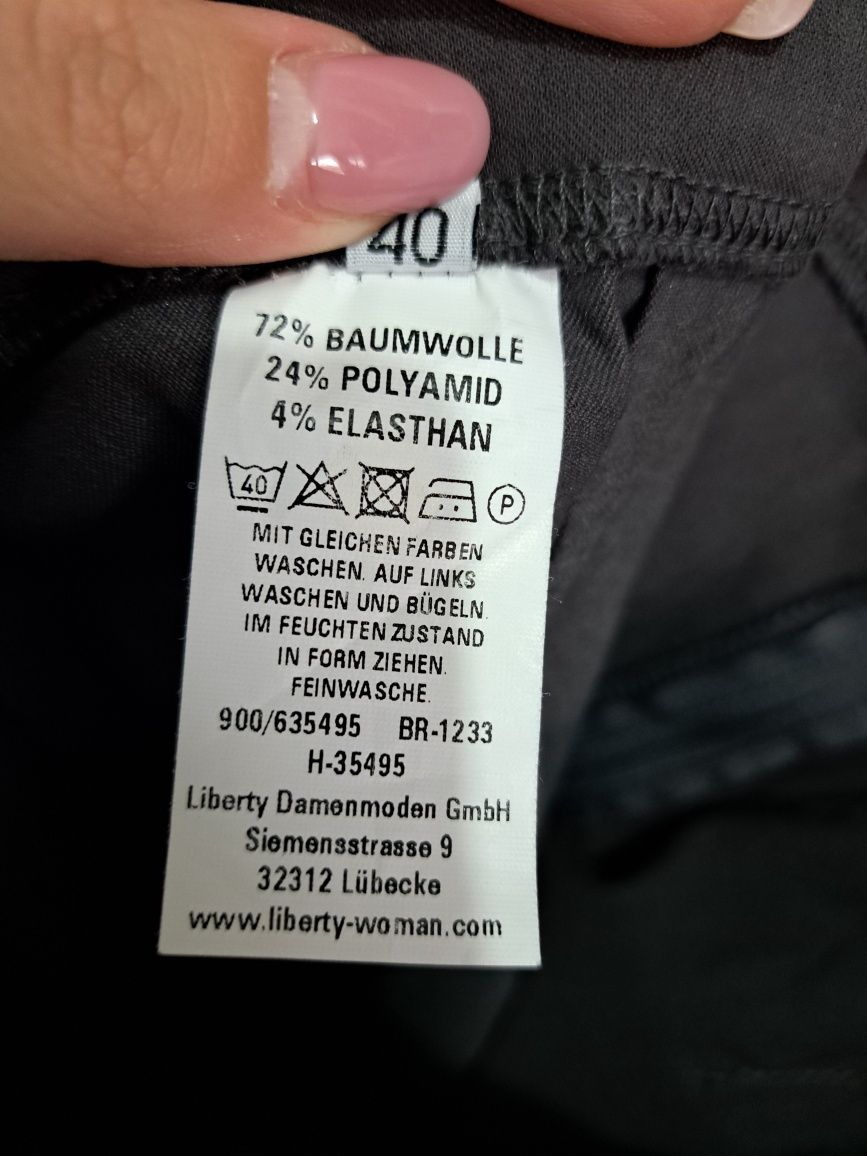 40
72% BAUMWOLLE
24% POLYAMID
4% ELASTHAN
40 P
MIT GLEICHEN FARBEN
WASCHEN. AUF LINKS
WASCHEN UND BÜGELN.
IM FEUCHTEN ZUSTAND
IN FORM ZIEHEN.
FEINWASCHE.
900/635495 BR-1233
H-35495
Liberty Damenmoden GmbH
Siemensstrasse 9
32312 Lübecke
www.liberty-woman.com